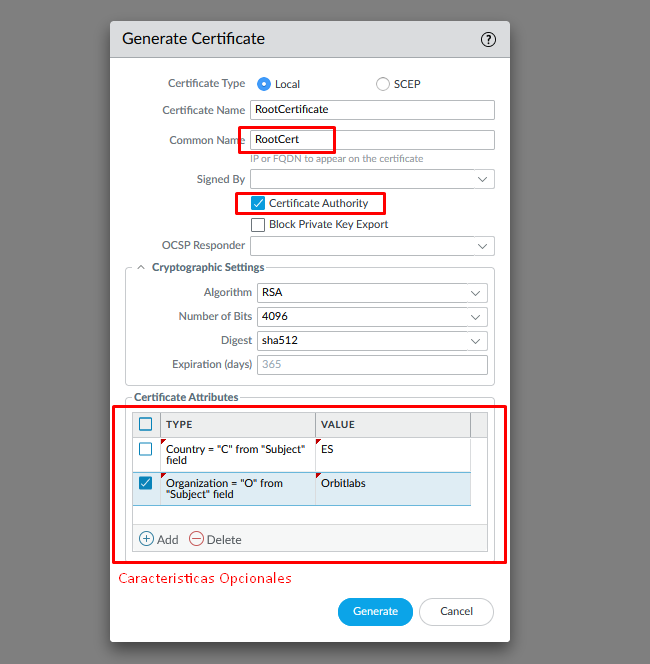 Generate Certificate
Certificate Type Local SCEP
Certificate Name RootCertificate
Common Name RootCert
IP or FQDN to appear on the certificate
Signed By
Certificate Authority
Block Private Key Export
OCSP Responder
Cryptographic Settings
Algorithm RSA
Number of Bits 4096
Digest sha512
Expiration (days) 365
Certificate Attributes
TYPE VALUE
Country = "C" from "Subject" ES
field
Organization = "O" from Orbitlabs
"Subject" field
Add Delete
Caracteristicas Opcionales
Generate Cancel